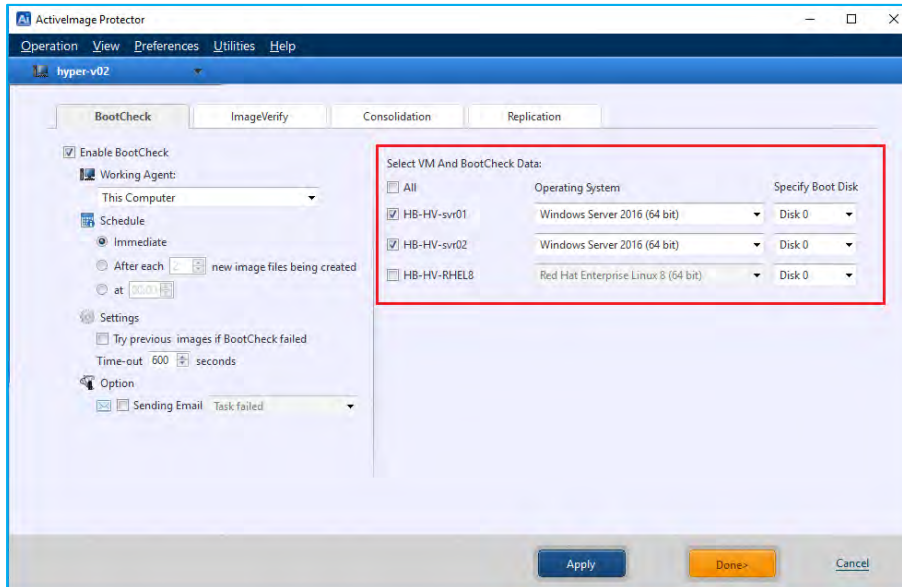 ActiveImage Protector
Operation View Preferences Utilities Help
hyper-v02
BootCheck ImageVerify Consolidation Replication
Enable BootCheck
Working Agent:
This Computer
Schedule
Immediate
After each 2 new image files being created
at
Settings
Try previous images if BootCheck failed
Time-out 600 seconds
Option
Sending Email Task failed
Select VM And BootCheck Data:
All Operating System Specify Boot Disk
HB-HV-svr01 Windows Server 2016 (64 bit) Disk 0
HB-HV-svr02 Windows Server 2016 (64 bit) Disk 0
HB-HV-RHEL8 Red Hat Enterprise Linux 8 (64 bit) Disk 0
Apply Done> Cancel